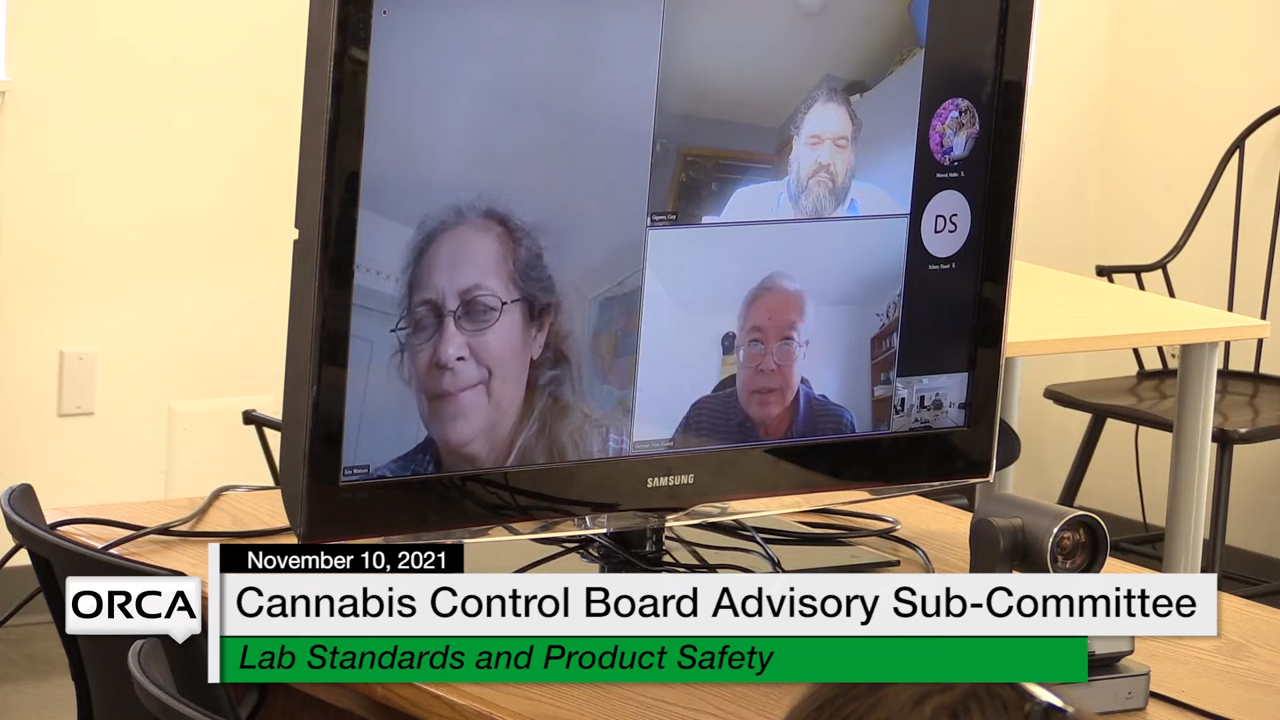 DS
SAMSUNG
November 10, 2021
ORCA
Cannabis Control Board Advisory Sub-Committee
Lab Standards and Product Safety